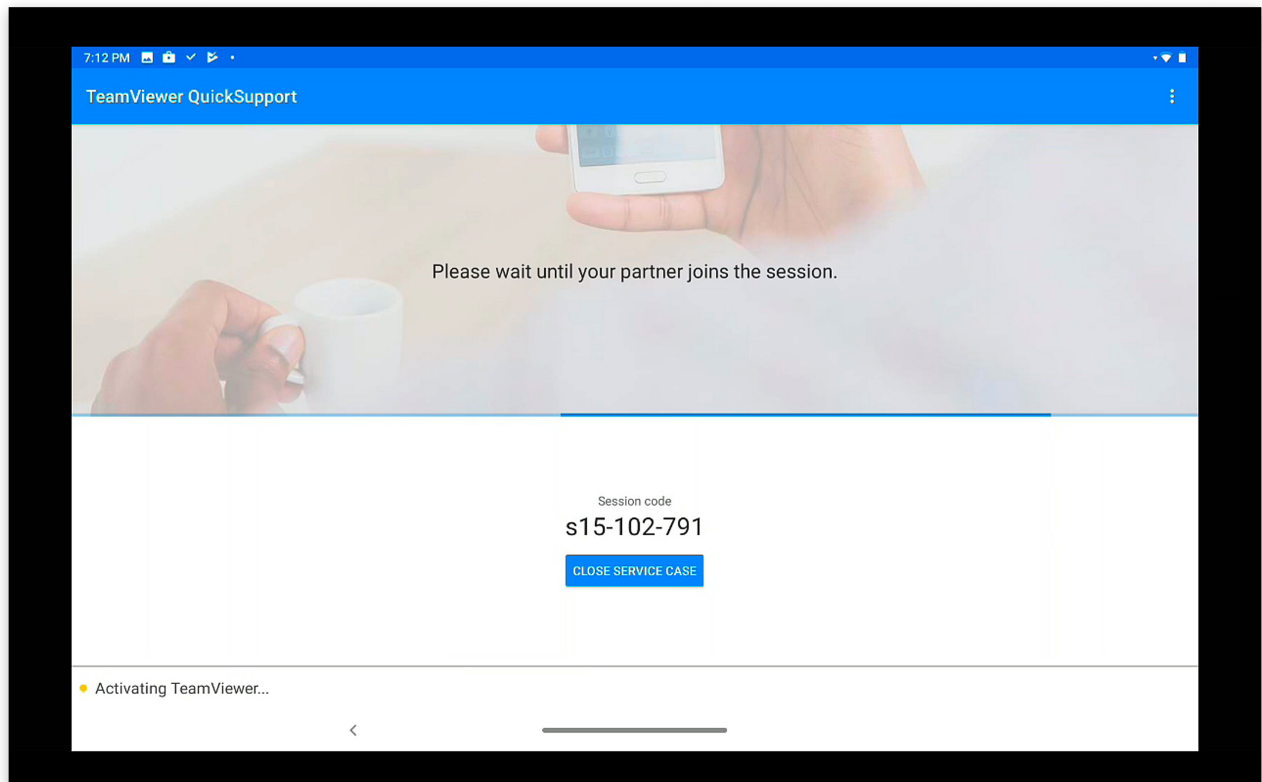 7:12 PM
TeamViewer QuickSupport
Please wait until your partner joins the session.
Session code
s15-102-791
CLOSE SERVICE CASE
Activating TeamViewer...